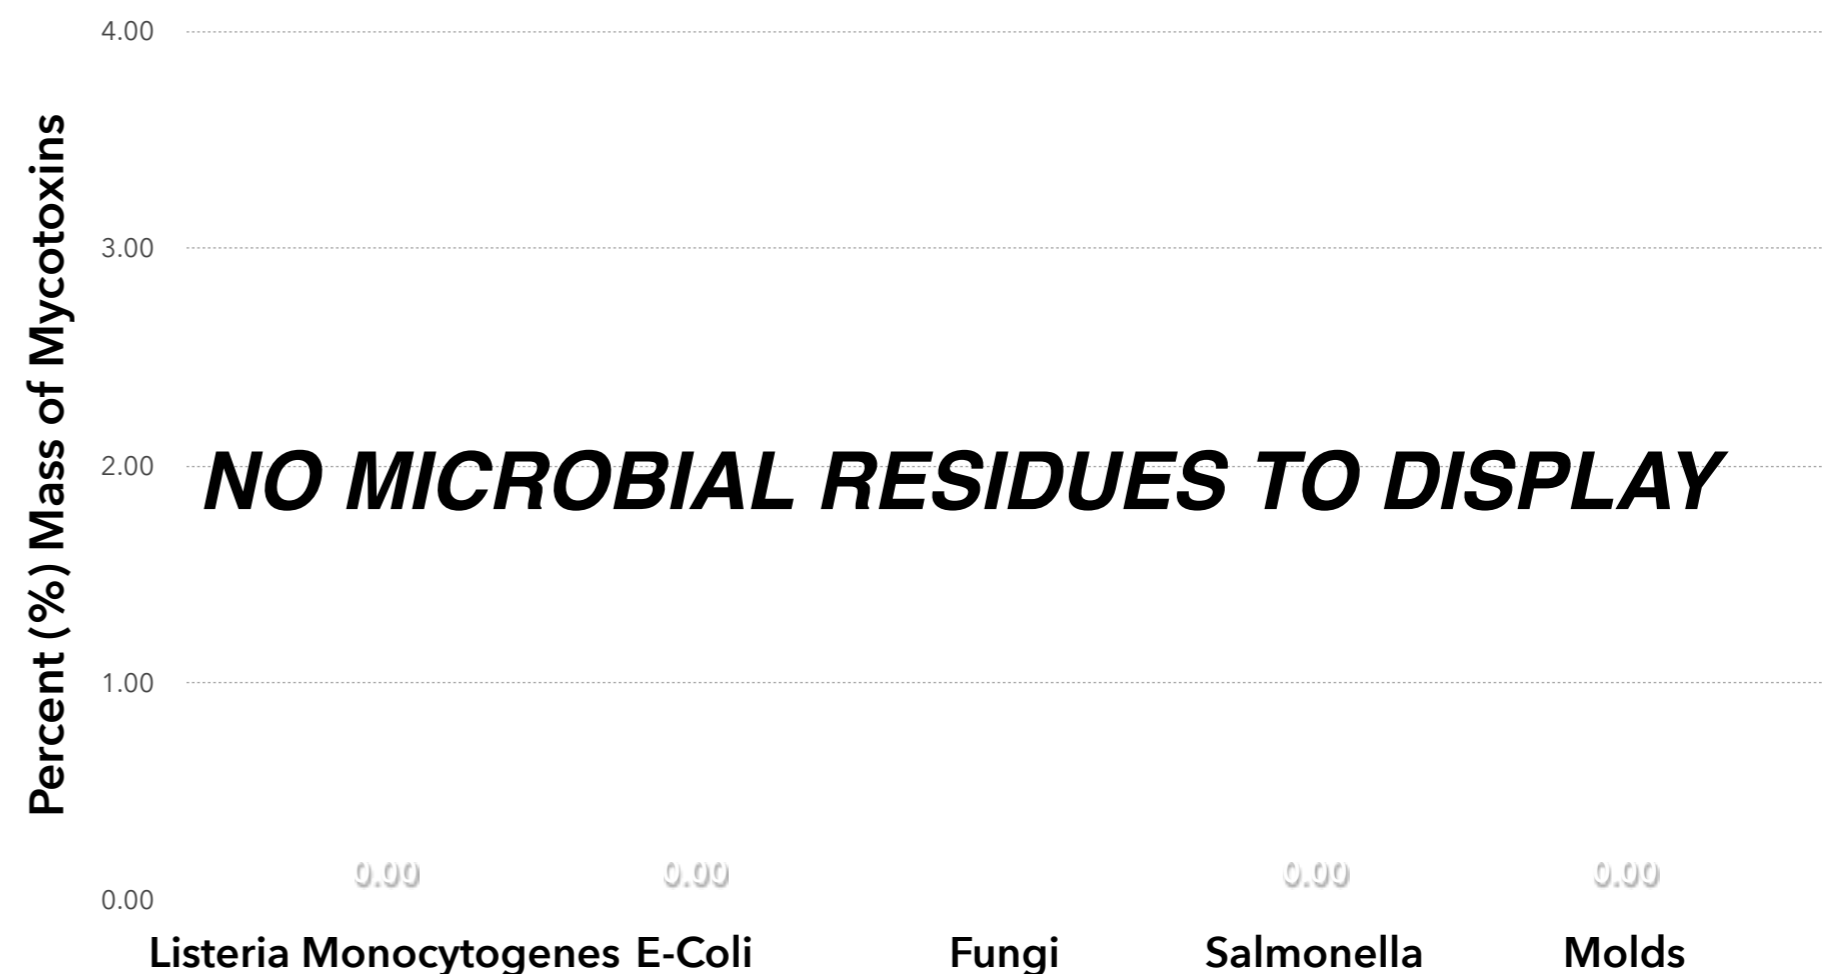 4.00
Percent (%) Mass of Mycotoxins
3.00
2.00
NO MICROBIAL RESIDUES TO DISPLAY
1.00
0.00 0.00 0.00 0.00
0.00
Listeria Monocytogenes E-Coli Fungi Salmonella Molds